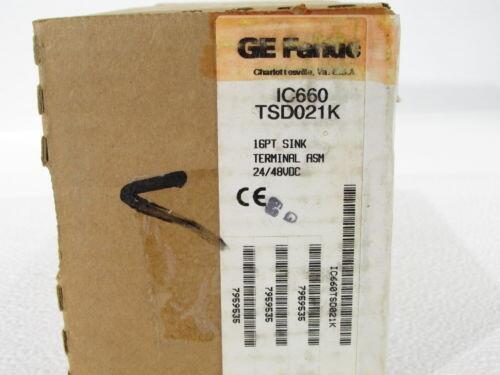 GE Fanuc
Charlottesville, Va. U.S.A
IC660
TSD021K
16PT SINK
TERMINAL ASM
24/48VDC
CE
7959535
7959535
7959535
IC660TSD021K